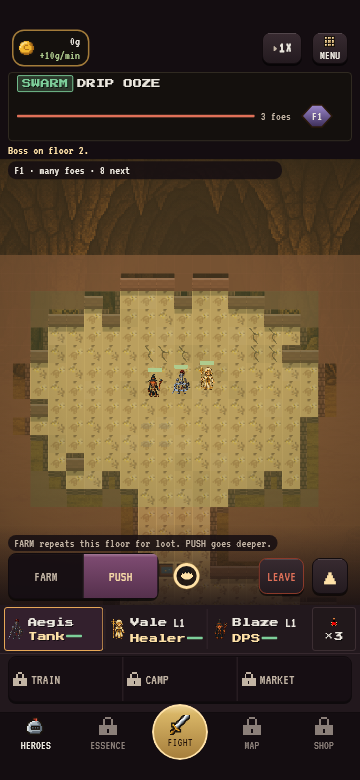 0g
+10g/min
1X
MENU
SWARM DRIP OOZE
3 foes
F1
Boss on floor 2.
F1 · many foes · 8 next
FARM repeats this floor for loot. PUSH goes deeper.
FARM
PUSH
LEAVE
Aegis
Tank
Vale L1
Healer
Blaze L1
DPS
×3
TRAIN
CAMP
MARKET
HEROES
ESSENCE
FIGHT
MAP
SHOP